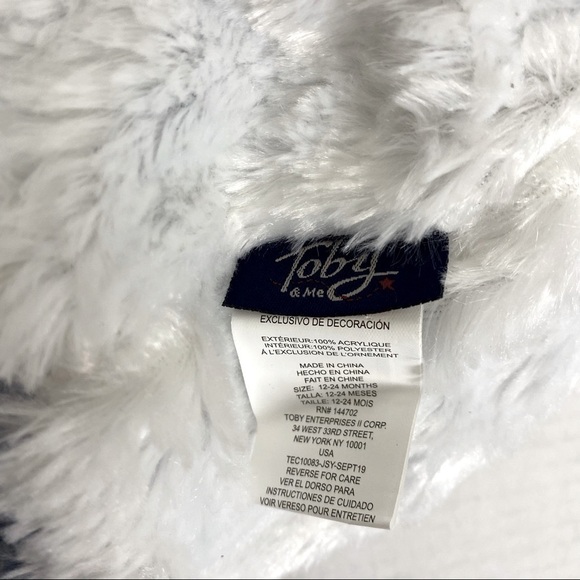 Toby
& Me
EXCLUSIVO DE DECORACIÓN
EXTÉRIEUR:100% ACRYLIQUE
INTÉRIEUR:100% POLYESTER
À L'EXCLUSION DE L'ORNEMENT
MADE IN CHINA
HECHO EN CHINA
FAIT EN CHINE
SIZE: 12-24 MONTHS
TALLA: 12-24 MESES
TAILLE: 12-24 MOIS
RN# 144702
TOBY ENTERPRISES II CORP.
34 WEST 33RD STREET,
NEW YORK NY 10001
USA
TEC10083-JSY-SEPT19
REVERSE FOR CARE
VER EL DORSO PARA
INSTRUCCIONES DE CUIDADO
VOIR VERSO POUR ENTRETIEN